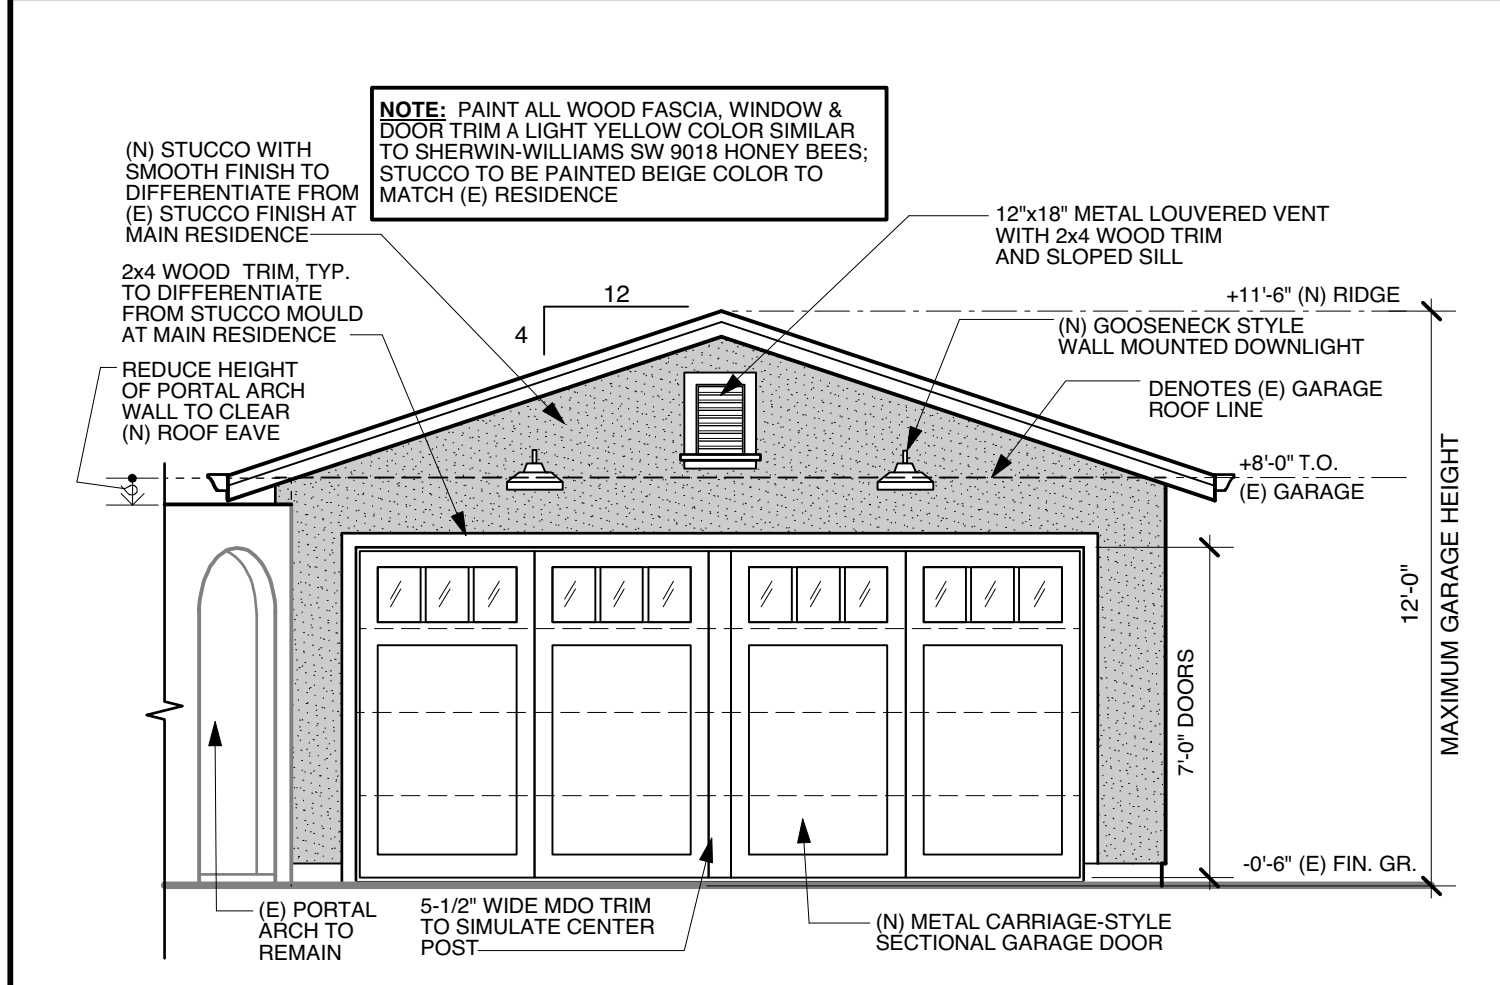 NOTE: PAINT ALL WOOD FASCIA, WINDOW &
DOOR TRIM A LIGHT YELLOW COLOR SIMILAR
TO SHERWIN-WILLIAMS SW 9018 HONEY BEES;
STUCCO TO BE PAINTED BEIGE COLOR TO
MATCH (E) RESIDENCE
(N) STUCCO WITH
SMOOTH FINISH TO
DIFFERENTIATE FROM
(E) STUCCO FINISH AT
MAIN RESIDENCE
2x4 WOOD TRIM, TYP.
TO DIFFERENTIATE
FROM STUCCO MOULD
AT MAIN RESIDENCE
REDUCE HEIGHT
OF PORTAL ARCH
WALL TO CLEAR
(N) ROOF EAVE
12
4
12"x18" METAL LOUVERED VENT
WITH 2x4 WOOD TRIM
AND SLOPED SILL
+11'-6" (N) RIDGE
(N) GOOSENECK STYLE
WALL MOUNTED DOWNLIGHT
DENOTES (E) GARAGE
ROOF LINE
+8'-0" T.O.
(E) GARAGE
12'-0"
MAXIMUM GARAGE HEIGHT
7'-0" DOORS
-0'-6" (E) FIN. GR.
(E) PORTAL
ARCH TO
REMAIN
5-1/2" WIDE MDO TRIM
TO SIMULATE CENTER
POST
(N) METAL CARRIAGE-STYLE
SECTIONAL GARAGE DOOR